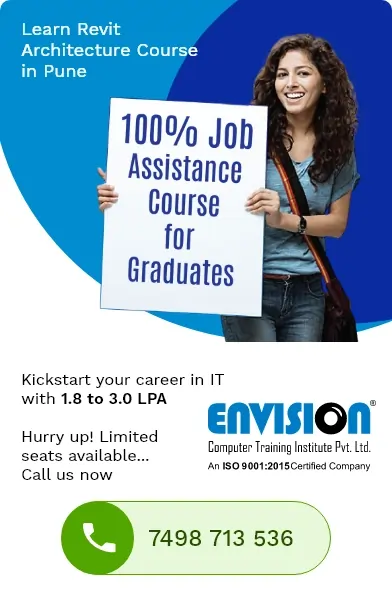 Learn Revit
Architecture Course
in Pune
100% Job
Assistance
Course
for
Graduates
Kickstart your career in IT
with 1.8 to 3.0 LPA
Hurry up! Limited
seats available...
Call us now
ENVISION®
Computer Training Institute Pvt. Ltd.
An ISO 9001:2015 Certified Company
7498 713 536